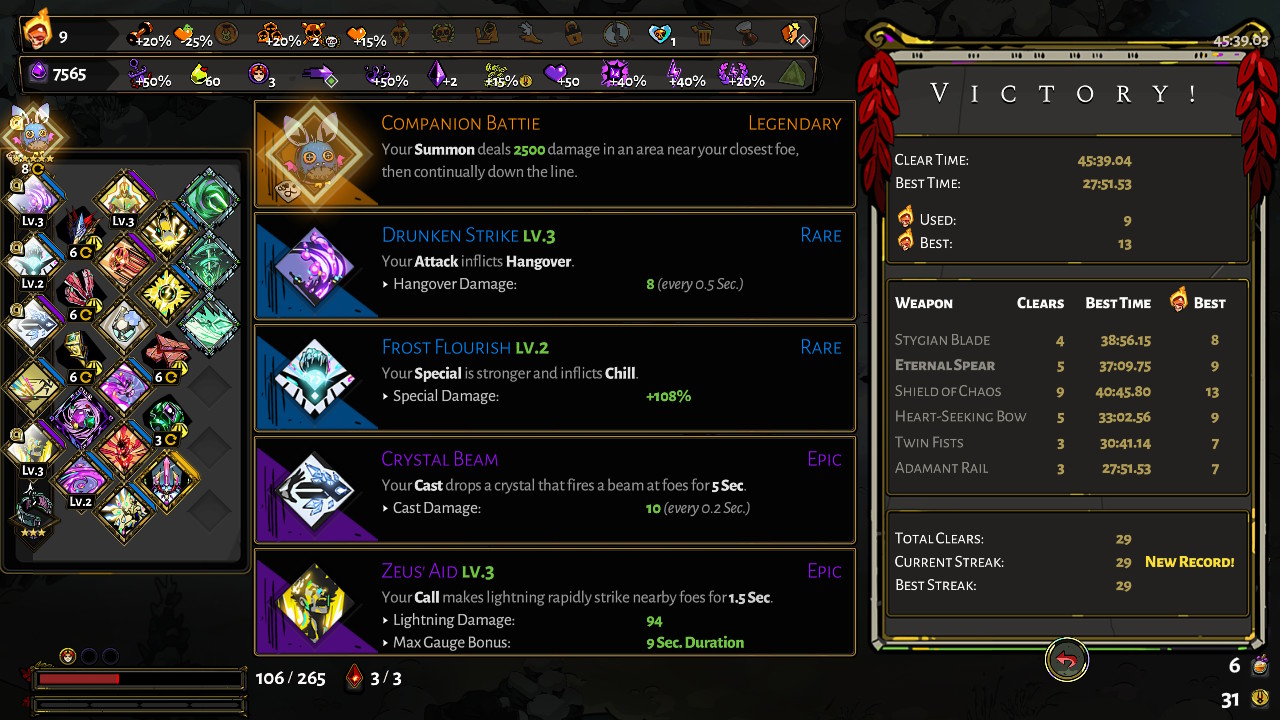 9
+20%
-25%
+20%
2
+15%
1
7565
+50%
60
3
+50%
+2
+15%
+50
+40%
+40%
+20%
45:39.03
8
Lv.3
Lv.3
6
Lv.2
6
6
6
3
Lv.3
Lv.2
Companion Battie Legendary
Your Summon deals 2500 damage in an area near your closest foe,
then continually down the line.
Drunken Strike Lv.3 Rare
Your Attack inflicts Hangover.
Hangover Damage: 8 (every 0.5 Sec.)
Frost Flourish Lv.2 Rare
Your Special is stronger and inflicts Chill.
Special Damage: +108%
Crystal Beam Epic
Your Cast drops a crystal that fires a beam at foes for 5 Sec.
Cast Damage: 10 (every 0.2 Sec.)
Zeus' Aid Lv.3 Epic
Your Call makes lightning rapidly strike nearby foes for 1.5 Sec.
Lightning Damage: 94
Max Gauge Bonus: 9 Sec. Duration
106 / 265 3 / 3
Victory!
Clear Time: 45:39.04
Best Time: 27:51.53
Used: 9
Best: 13
Weapon Clears Best Time Best
Stygian Blade 4 38:56.15 8
Eternal Spear 5 37:09.75 9
Shield of Chaos 9 40:45.80 13
Heart-Seeking Bow 5 33:02.56 9
Twin Fists 3 30:41.14 7
Adamant Rail 3 27:51.53 7
Total Clears: 29
Current Streak: 29 New Record!
Best Streak: 29
6
31